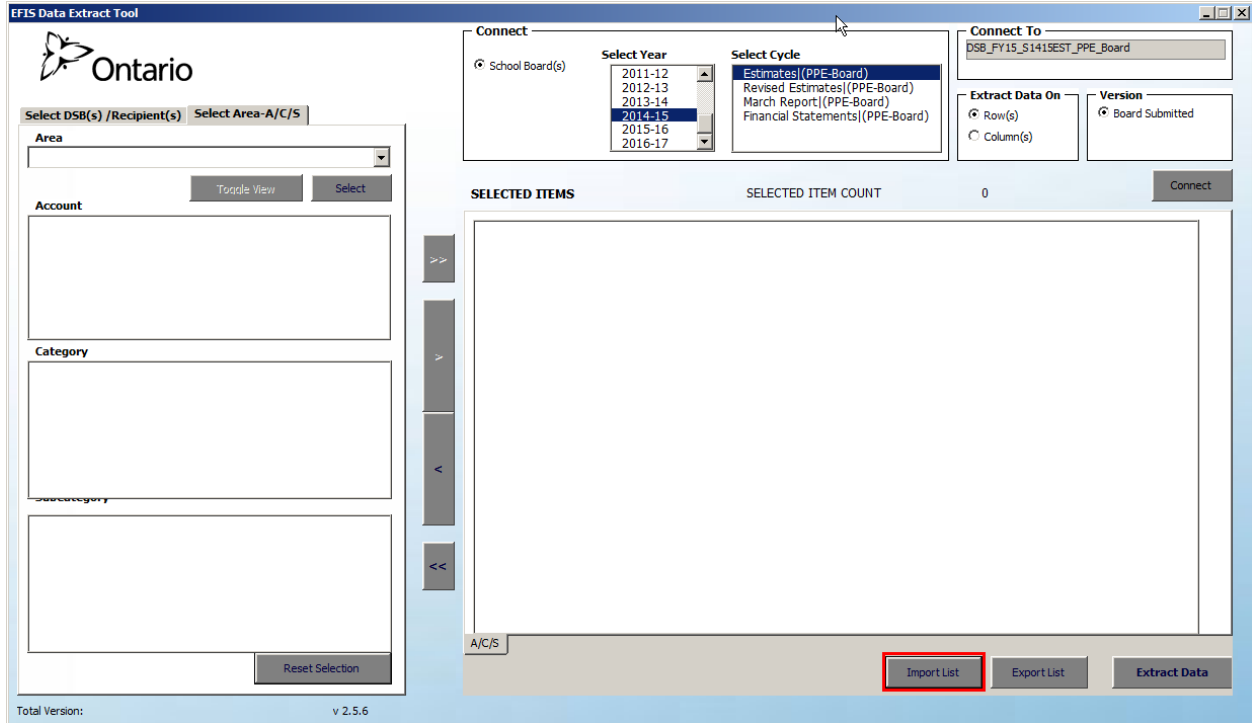 EFIS Data Extract Tool
Ontario
Connect
School Board(s)
Select Year
2011-12
2012-13
2013-14
2014-15
2015-16
2016-17
Select Cycle
Estimates|(PPE-Board)
Revised Estimates|(PPE-Board)
March Report|(PPE-Board)
Financial Statements|(PPE-Board)
Connect To
DSB_FY15_S1415EST_PPE_Board
Extract Data On
Row(s)
Column(s)
Version
Board Submitted
Select DSB(s) /Recipient(s) Select Area-A/C/S
Area
Toggle View Select
Account
Category
Subcategory
Reset Selection
>>
>
<
<<
SELECTED ITEMS SELECTED ITEM COUNT 0 Connect
A/C/S
Import List Export List Extract Data
Total Version: v 2.5.6